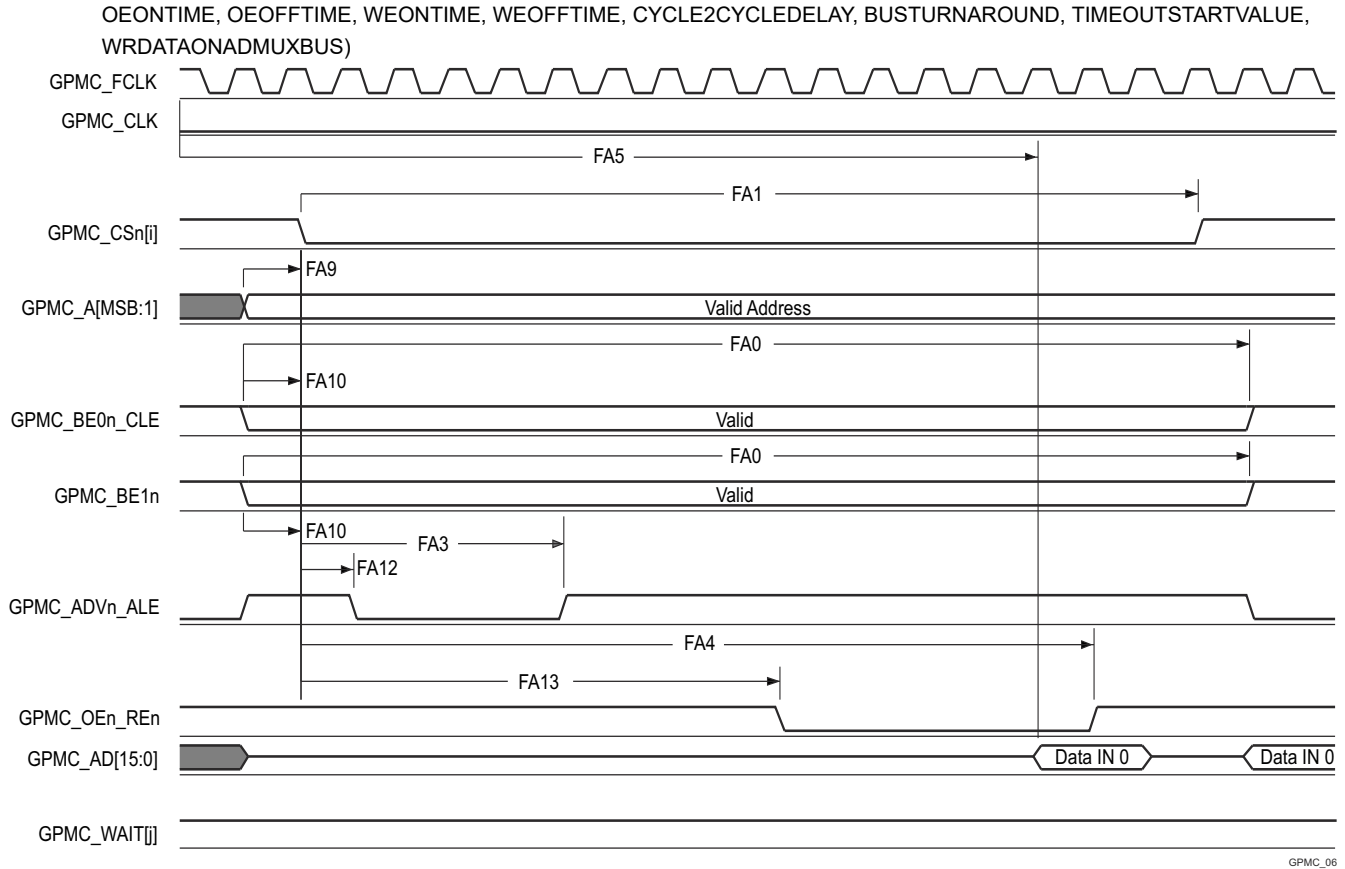 OEONTIME, OEOFFTIME, WEONTIME, WEOFFTIME, CYCLE2CYCLEDELAY, BUSTURNAROUND, TIMEOUTSTARTVALUE,
WRDATAONADMUXBUS)
GPMC_FCLK
GPMC_CLK
FA5
FA1
GPMC_CSn[i]
FA9
GPMC_A[MSB:1]
Valid Address
FA0
FA10
GPMC_BE0n_CLE
Valid
FA0
GPMC_BE1n
Valid
FA10
FA3
FA12
GPMC_ADVn_ALE
FA4
FA13
GPMC_OEn_REn
GPMC_AD[15:0]
Data IN 0
Data IN 0
GPMC_WAIT[j]
GPMC_06